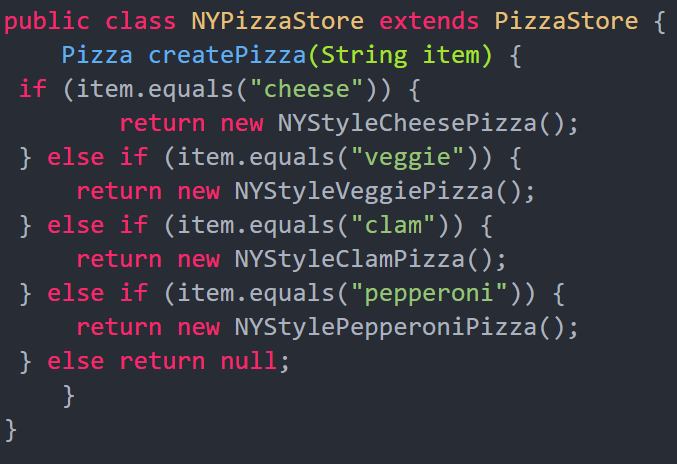 public class NYPizzaStore extends PizzaStore {
    Pizza createPizza(String item) {
 if (item.equals("cheese")) {
        return new NYStyleCheesePizza();
 } else if (item.equals("veggie")) {
     return new NYStyleVeggiePizza();
 } else if (item.equals("clam")) {
     return new NYStyleClamPizza();
 } else if (item.equals("pepperoni")) {
     return new NYStylePepperoniPizza();
 } else return null;
    }
}